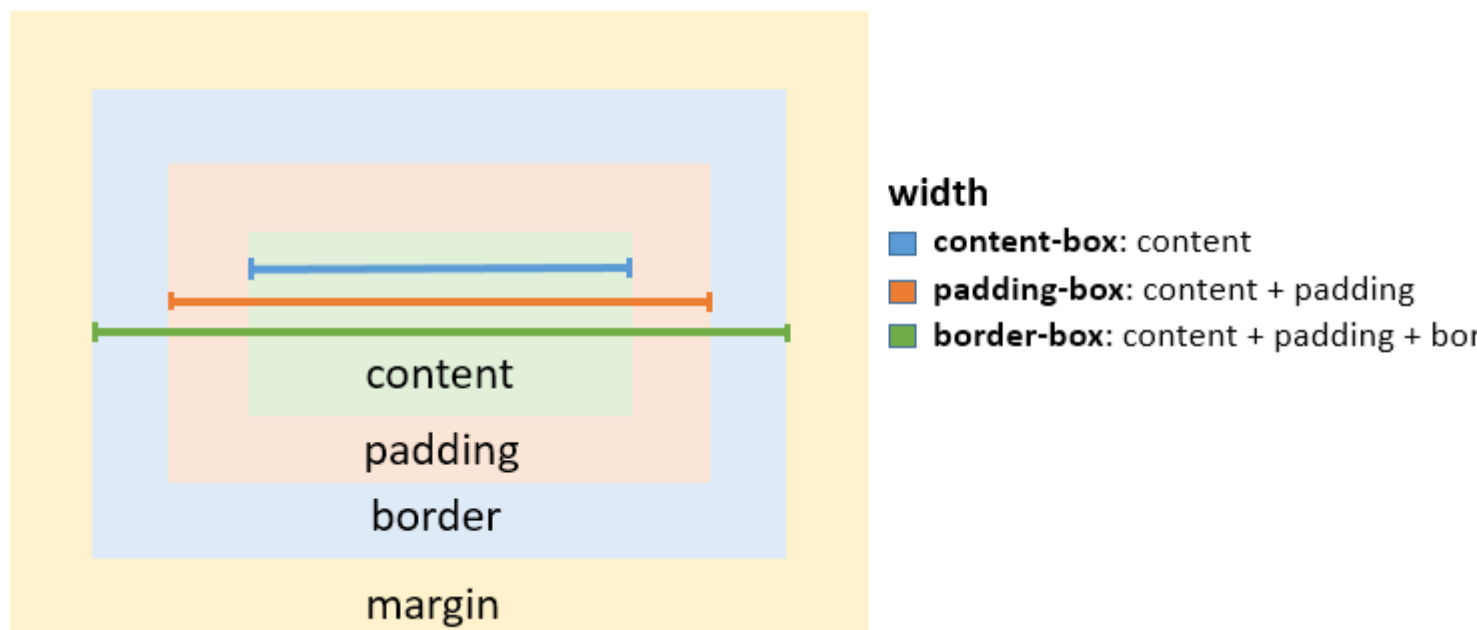 content
padding
border
margin
width
content-box: content
padding-box: content + padding
border-box: content + padding +